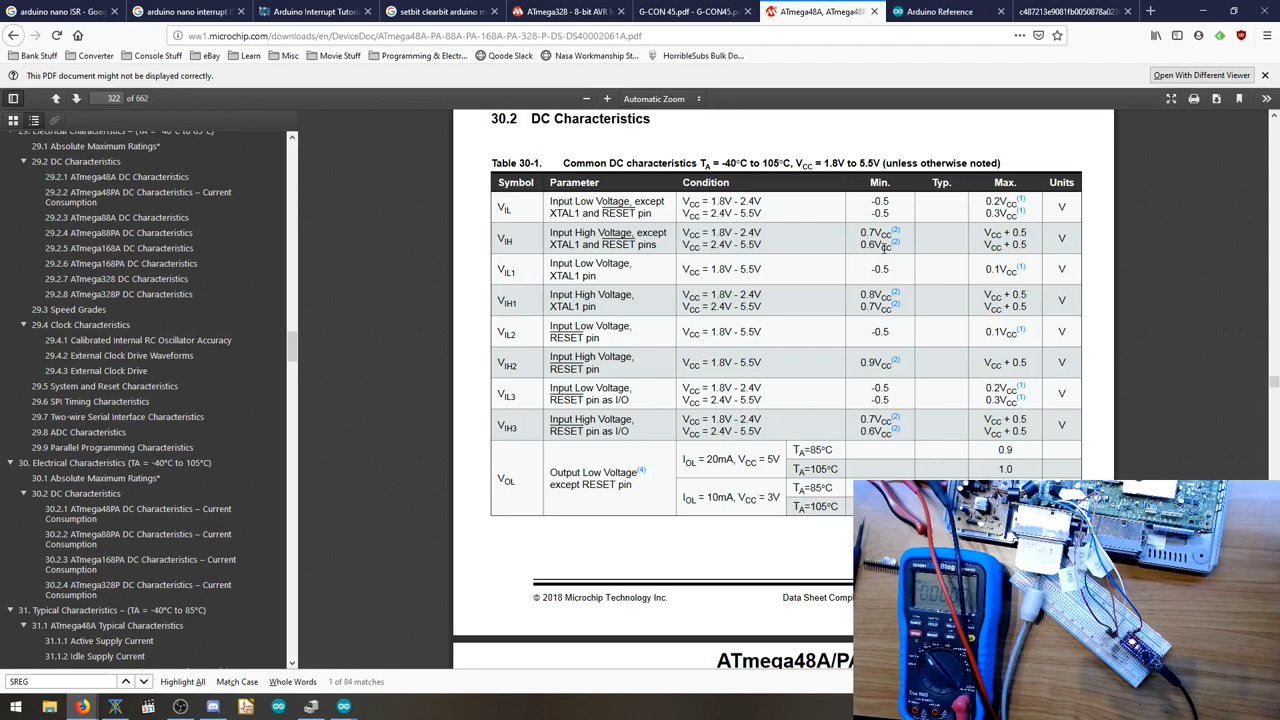 arduino nano ISR - Goo
arduino nano interrupt IS
Arduino Interrupt Tutori
setbit clearbit arduino m
ATmega328 - 8-bit AVR M
G-CON 45.pdf - G-CON45.p
ATmega48A, ATmega48P
Arduino Reference
c487213e9081fb0050878a023
ww1.microchip.com/downloads/en/DeviceDoc/ATmega48A-PA-88A-PA-168A-PA-328-P-DS-DS40002061A.pdf
Bank Stuff
Converter
Console Stuff
eBay
Learn
Misc
Movie Stuff
Programming & Electr...
Qoode Slack
Nasa Workmanship St...
HorribleSubs Bulk Do...
This PDF document might not be displayed correctly.
Open With Different Viewer
322 of 662
Automatic Zoom
29. Electrical Characteristics – (TA = -40°C to 85°C)
29.1 Absolute Maximum Ratings*
29.2 DC Characteristics
29.2.1 ATmega48A DC Characteristics
29.2.2 ATmega48PA DC Characteristics – Current
Consumption
29.2.3 ATmega88A DC Characteristics
29.2.4 ATmega88PA DC Characteristics
29.2.5 ATmega168A DC Characteristics
29.2.6 ATmega168PA DC Characteristics
29.2.7 ATmega328 DC Characteristics
29.2.8 ATmega328P DC Characteristics
29.3 Speed Grades
29.4 Clock Characteristics
29.4.1 Calibrated Internal RC Oscillator Accuracy
29.4.2 External Clock Drive Waveforms
29.4.3 External Clock Drive
29.5 System and Reset Characteristics
29.6 SPI Timing Characteristics
29.7 Two-wire Serial Interface Characteristics
29.8 ADC Characteristics
29.9 Parallel Programming Characteristics
30. Electrical Characteristics (TA = -40°C to 105°C)
30.1 Absolute Maximum Ratings*
30.2 DC Characteristics
30.2.1 ATmega48PA DC Characteristics – Current
Consumption
30.2.2 ATmega88PA DC Characteristics – Current
Consumption
30.2.3 ATmega168PA DC Characteristics – Current
Consumption
30.2.4 ATmega328P DC Characteristics – Current
Consumption
31. Typical Characteristics – (TA = -40°C to 85°C)
31.1 ATmega48A Typical Characteristics
31.1.1 Active Supply Current
31.1.2 Idle Supply Current
30.2 DC Characteristics
Table 30-1. Common DC characteristics TA = -40°C to 105°C, VCC = 1.8V to 5.5V (unless otherwise noted)
Symbol Parameter Condition Min. Typ. Max. Units
VIL Input Low Voltage, except VCC = 1.8V - 2.4V -0.5 0.2VCC(1) V
XTAL1 and RESET pin VCC = 2.4V - 5.5V -0.5 0.3VCC(1)
VIH Input High Voltage, except VCC = 1.8V - 2.4V 0.7VCC(2) VCC + 0.5 V
XTAL1 and RESET pins VCC = 2.4V - 5.5V 0.6VCC(2) VCC + 0.5
VIL1 Input Low Voltage, VCC = 1.8V - 5.5V -0.5 0.1VCC(1) V
XTAL1 pin
VIH1 Input High Voltage, VCC = 1.8V - 2.4V 0.8VCC(2) VCC + 0.5 V
XTAL1 pin VCC = 2.4V - 5.5V 0.7VCC(2) VCC + 0.5
VIL2 Input Low Voltage, VCC = 1.8V - 5.5V -0.5 0.1VCC(1) V
RESET pin
VIH2 Input High Voltage, VCC = 1.8V - 5.5V 0.9VCC(2) VCC + 0.5 V
RESET pin
VIL3 Input Low Voltage, VCC = 1.8V - 2.4V -0.5 0.2VCC(1) V
RESET pin as I/O VCC = 2.4V - 5.5V -0.5 0.3VCC(1)
VIH3 Input High Voltage, VCC = 1.8V - 2.4V 0.7VCC(2) VCC + 0.5 V
RESET pin as I/O VCC = 2.4V - 5.5V 0.6VCC(2) VCC + 0.5
VOL Output Low Voltage(4) except RESET pin
IOL = 20mA, VCC = 5V TA=85°C 0.9
TA=105°C 1.0
IOL = 10mA, VCC = 3V TA=85°C
TA=105°C
© 2018 Microchip Technology Inc. Data Sheet Compl
ATmega48A/PA
SREG
Highlight All
Match Case
Whole Words
1 of 84 matches